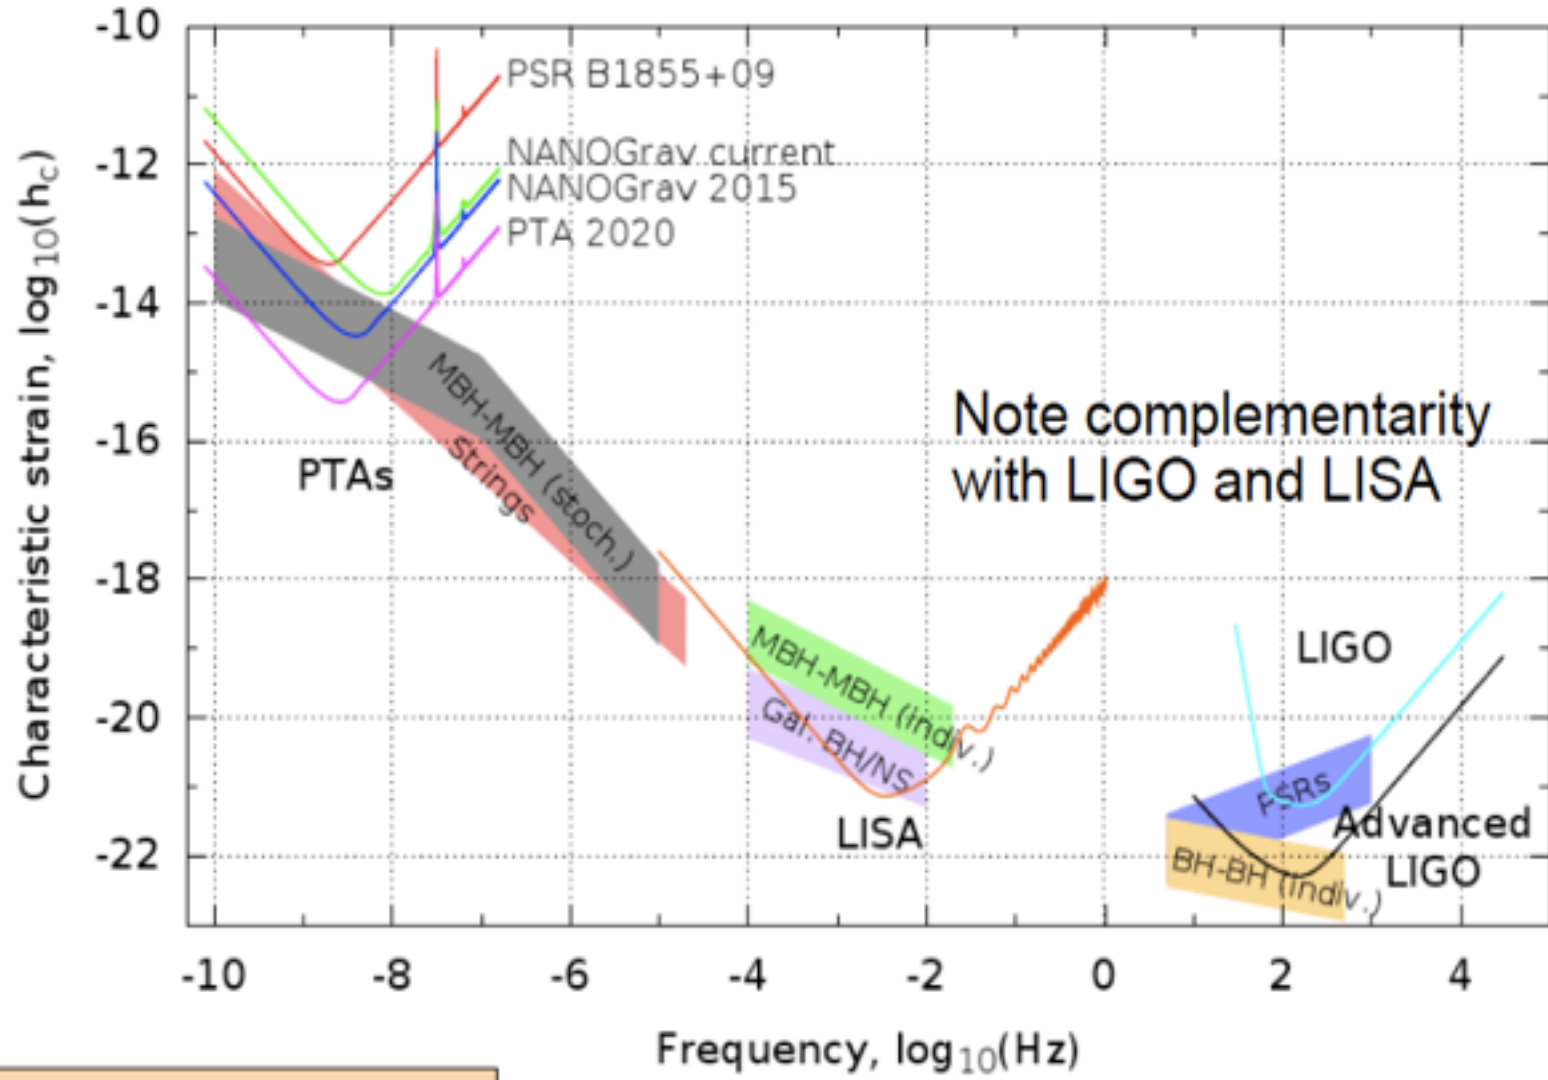 -10
-12
-14
-16
-18
-20
-22
Characteristic strain, log10(hc)
PSR B1855+09
NANOGrav current
NANOGrav 2015
PTA 2020
MBH-MBH (stoch.)
Strings
PTAs
Note complementarity
with LIGO and LISA
MBH-MBH (indiv.)
Gal. BH/NS
LISA
LIGO
PSRs
Advanced
LIGO
BH-BH (indiv.)
-10 -8 -6 -4 -2 0 2 4
Frequency, log10(Hz)